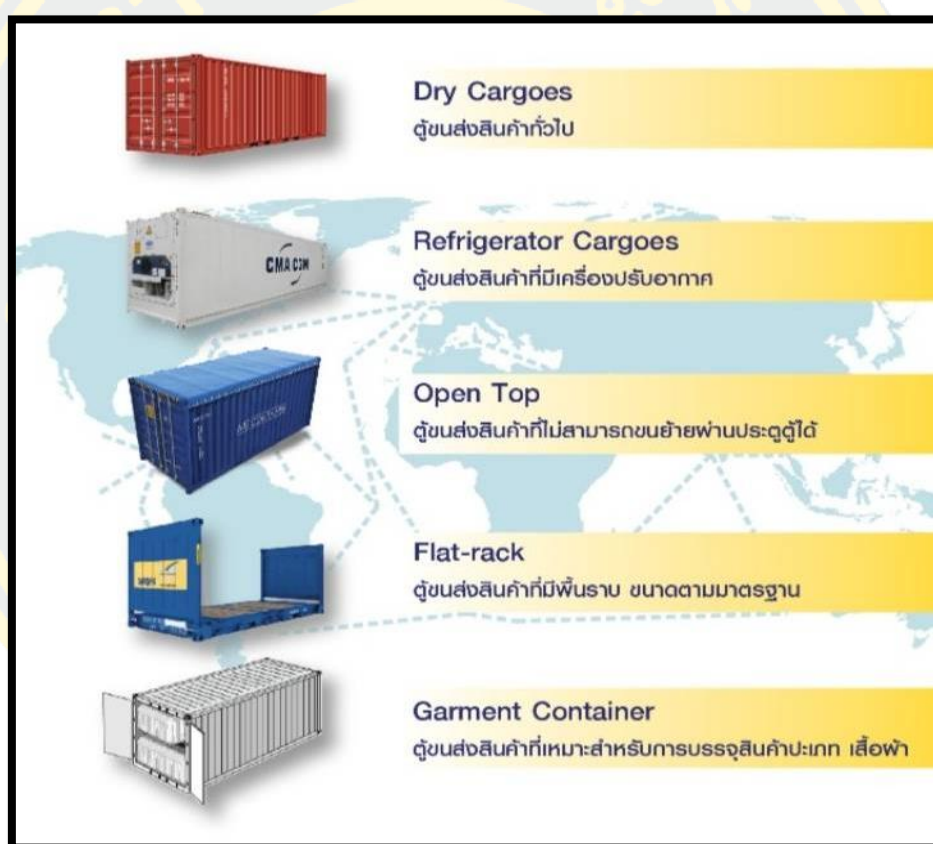 Dry Cargoes
ตู้ขนส่งสินค้าทั่วไป
CMA CGM
Refrigerator Cargoes
ตู้ขนส่งสินค้าที่มีเครื่องปรับอากาศ
Open Top
ตู้ขนส่งสินค้าที่ไม่สามารถขนย้ายผ่านประตูตู้ได้
Flat-rack
ตู้ขนส่งสินค้าที่มีพื้นราบ ขนาดตามมาตรฐาน
Garment Container
ตู้ขนส่งสินค้าที่เหมาะสำหรับการบรรจุสินค้าประเภท เสื้อผ้า